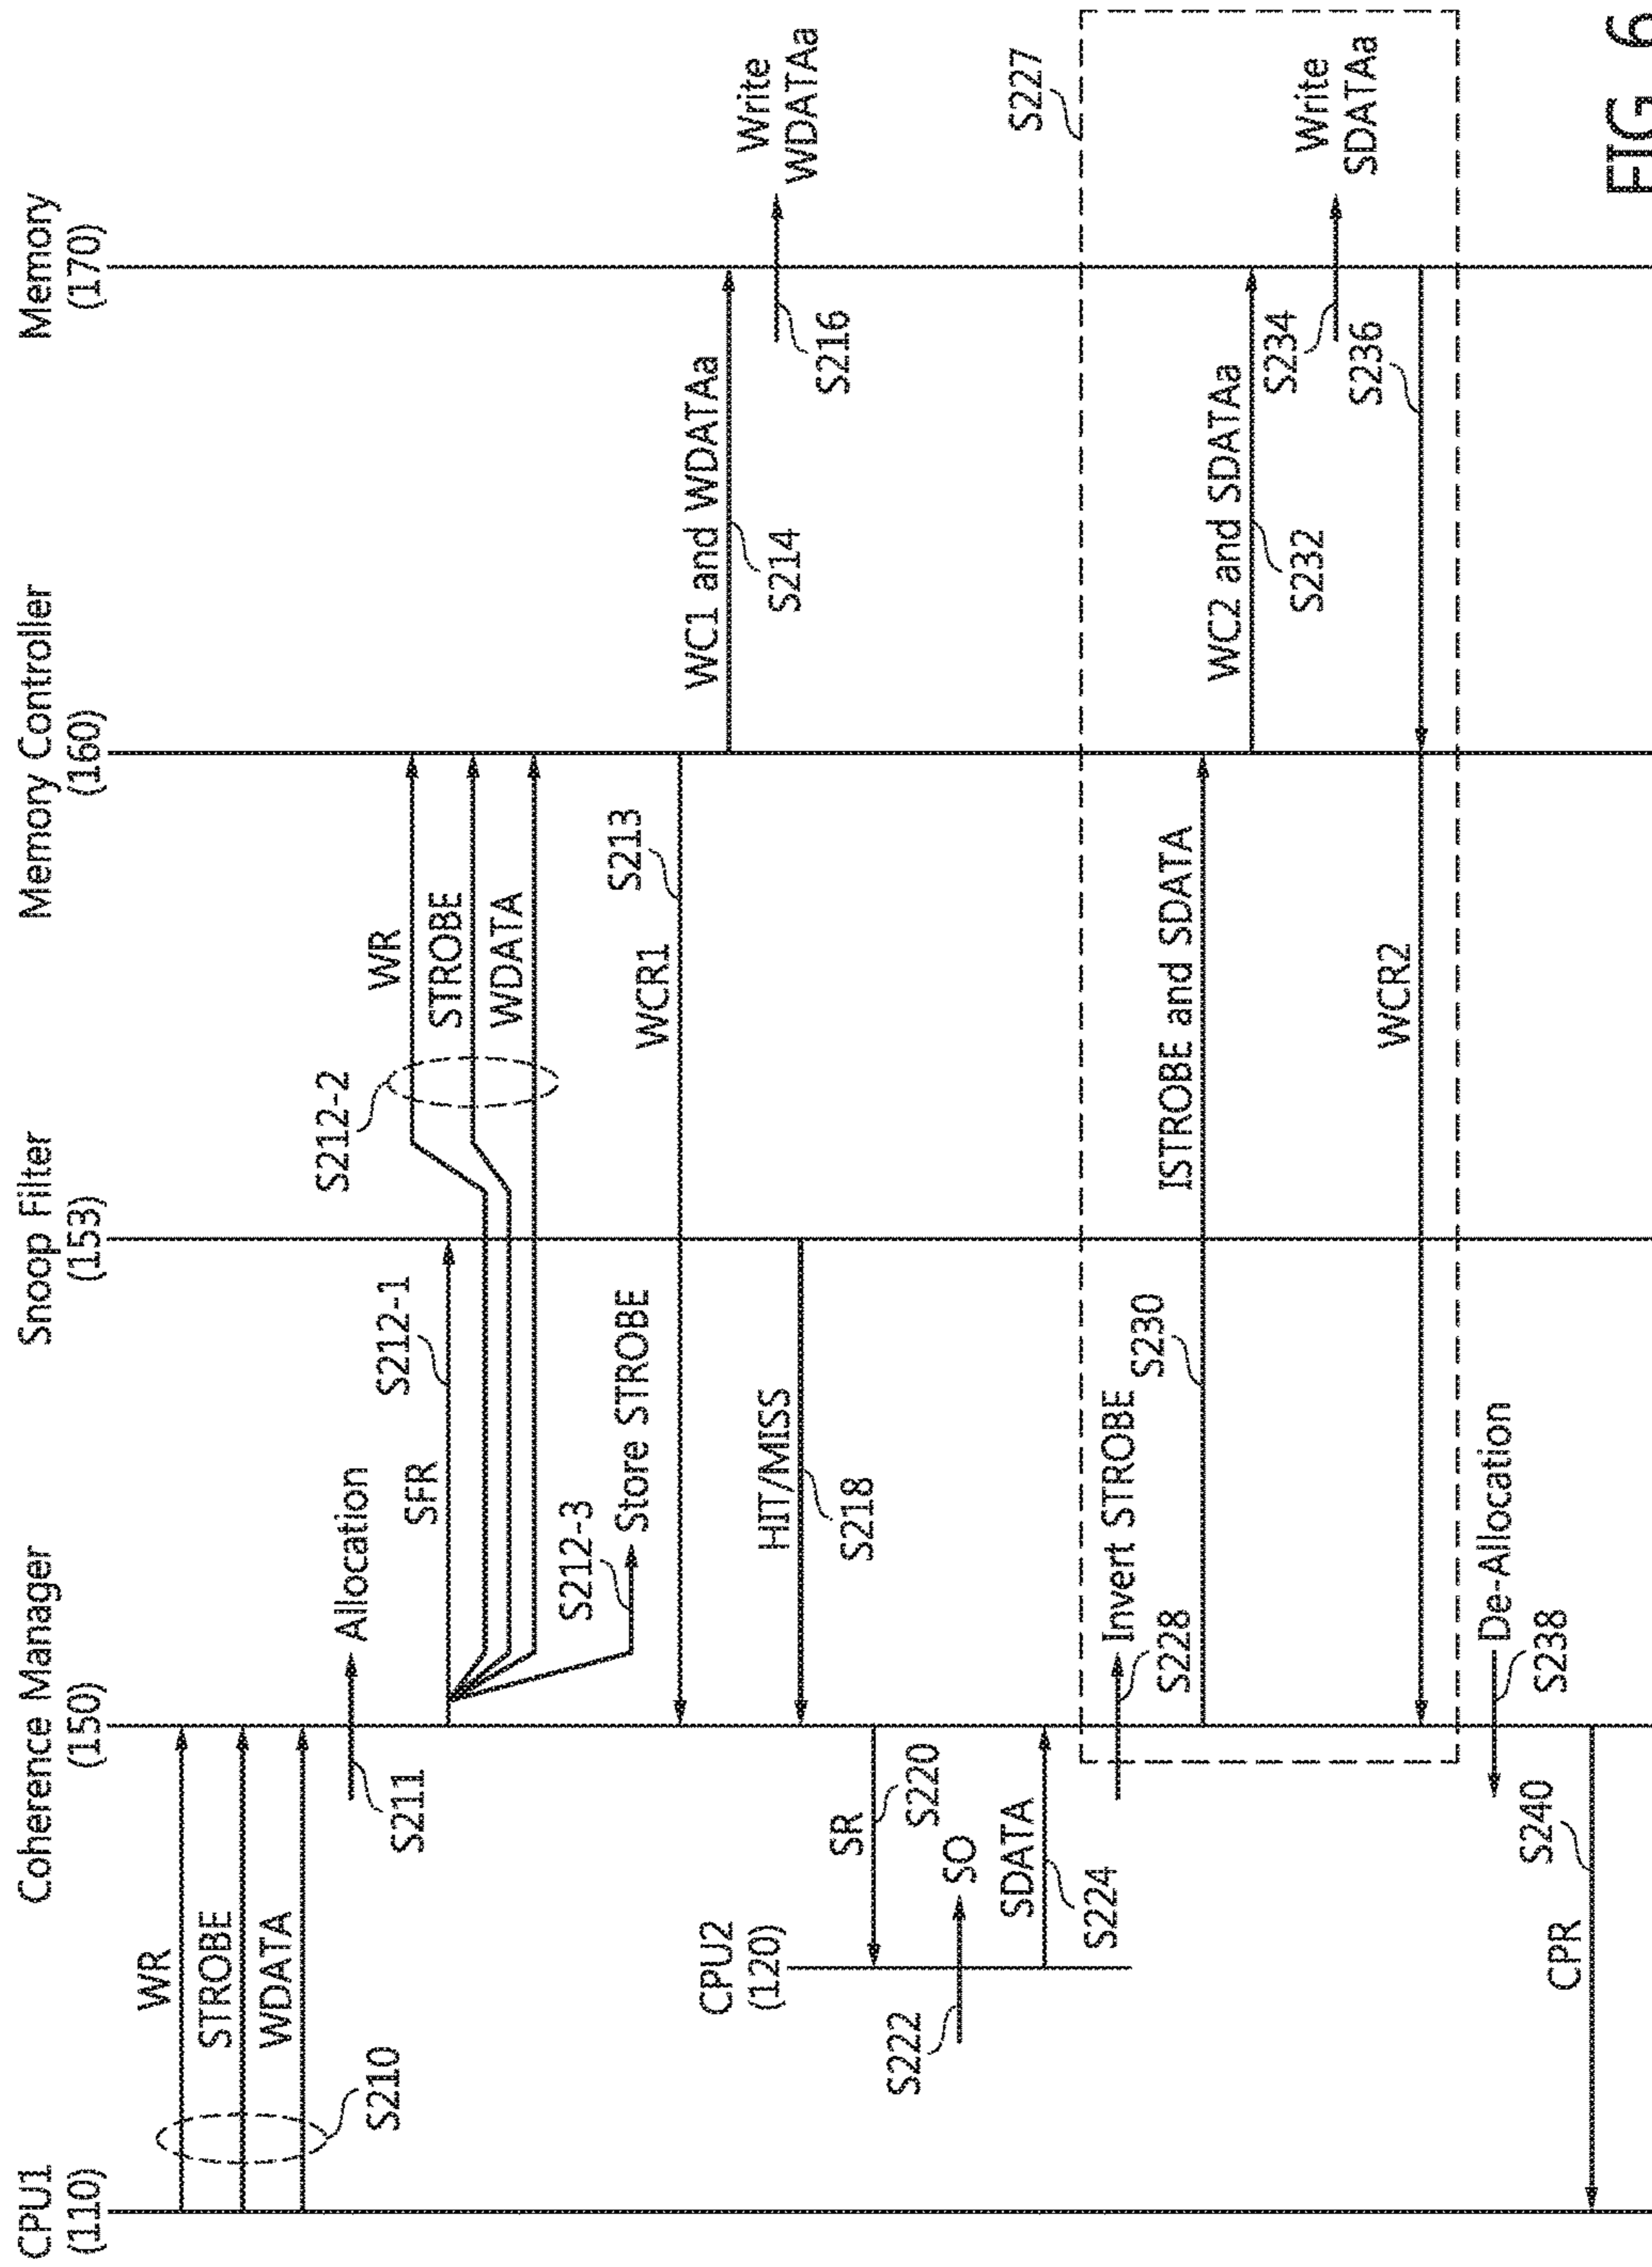 CPU1
(110)
Coherence Manager
(150)
Snoop Filter
(153)
Memory Controller
(160)
Memory
(170)
WR
STROBE
WDATA
S210
S211
Allocation
SFR
S212-1
S212-2
WR
STROBE
WDATA
S212-3
Store STROBE
WCR1
S213
WC1 and WDATAa
S214
S216
Write
WDATAa
HIT/MISS
S218
CPU2
(120)
SR
S220
S222
SO
SDATA
S224
S227
Invert STROBE
S228
S230
ISTROBE and SDATA
WC2 and SDATAa
S232
S234
Write
SDATAa
S236
WCR2
De-Allocation
S238
S240
CPR
FIG. 6